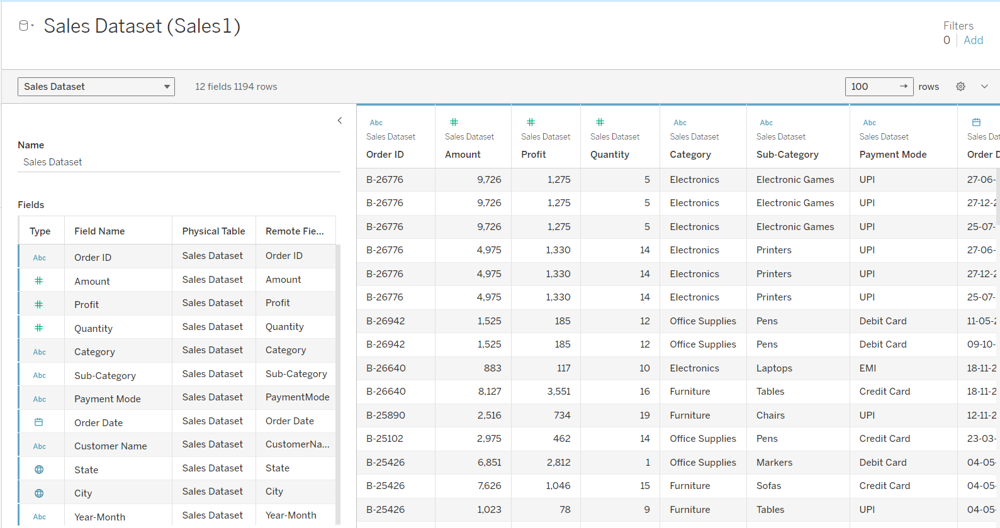 Sales Dataset (Sales1)
Filters
0 Add
Sales Dataset 12 fields 1194 rows 100 rows
Name
Sales Dataset
Fields
Type Field Name Physical Table Remote Fie...
Abc Order ID Sales Dataset Order ID
# Amount Sales Dataset Amount
# Profit Sales Dataset Profit
# Quantity Sales Dataset Quantity
Abc Category Sales Dataset Category
Abc Sub-Category Sales Dataset Sub-Category
Abc Payment Mode Sales Dataset PaymentMode
Order Date Sales Dataset Order Date
Abc Customer Name Sales Dataset CustomerNa...
State Sales Dataset State
City Sales Dataset City
Abc Year-Month Sales Dataset Year-Month
Abc # # # Abc Abc Abc
Sales Dataset Sales Dataset Sales Dataset Sales Dataset Sales Dataset Sales Dataset Sales Dataset Sales Dat
Order ID Amount Profit Quantity Category Sub-Category Payment Mode Order D
B-26776 9,726 1,275 5 Electronics Electronic Games UPI 27-06-
B-26776 9,726 1,275 5 Electronics Electronic Games UPI 27-12-2
B-26776 9,726 1,275 5 Electronics Electronic Games UPI 25-07-
B-26776 4,975 1,330 14 Electronics Printers UPI 27-06-
B-26776 4,975 1,330 14 Electronics Printers UPI 27-12-2
B-26776 4,975 1,330 14 Electronics Printers UPI 25-07-
B-26942 1,525 185 12 Office Supplies Pens Debit Card 11-05-2
B-26942 1,525 185 12 Office Supplies Pens Debit Card 09-10-
B-26640 883 117 10 Electronics Laptops EMI 18-11-2
B-26640 8,127 3,551 16 Furniture Tables Credit Card 18-11-2
B-25890 2,516 734 19 Furniture Chairs UPI 12-11-2
B-25102 2,975 462 14 Office Supplies Pens Credit Card 23-03-
B-25426 6,851 2,812 1 Office Supplies Markers Debit Card 04-05-
B-25426 7,626 1,046 15 Furniture Sofas Credit Card 04-05-
B-25426 1,023 78 9 Furniture Tables UPI 04-05-